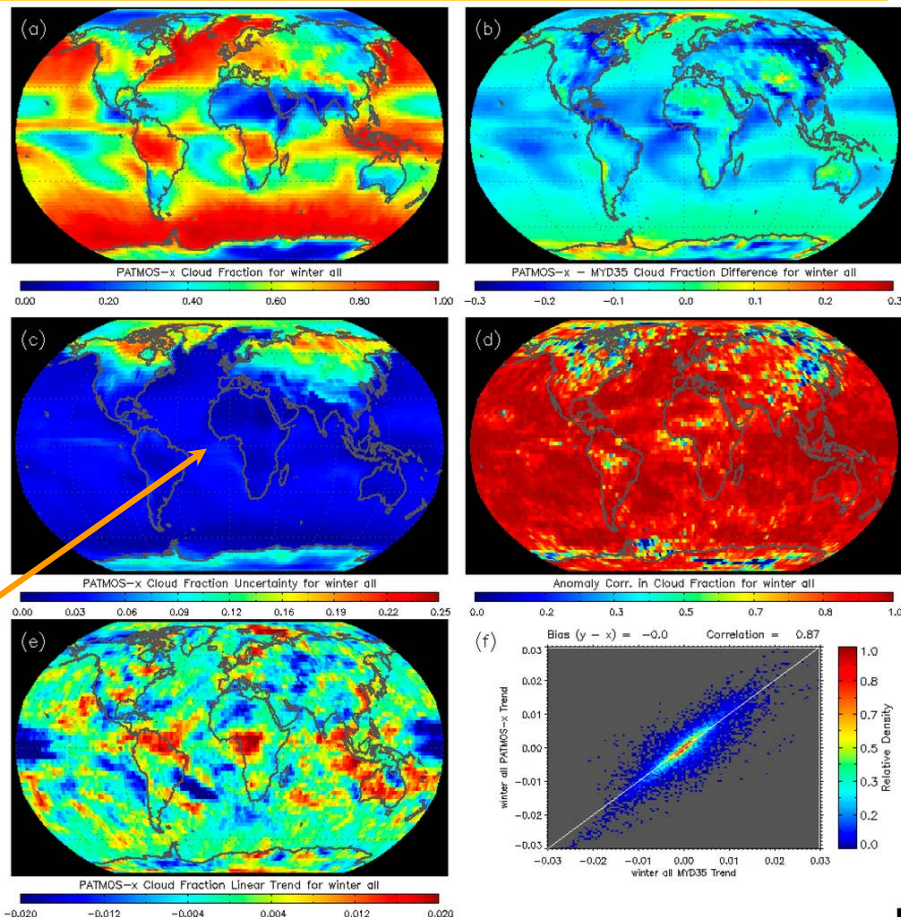 (a)
PATMOS-x Cloud Fraction for winter all
0.00 0.20 0.40 0.60 0.80 1.00
(b)
PATMOS-x - MYD35 Cloud Fraction Difference for winter all
-0.3 -0.2 -0.1 0.0 0.1 0.2 0.3
(c)
PATMOS-x Cloud Fraction Uncertainty for winter all
0.00 0.03 0.06 0.09 0.12 0.16 0.19 0.22 0.25
(d)
Anomaly Corr. in Cloud Fraction for winter all
0.0 0.2 0.3 0.5 0.7 0.8 1.0
(e)
PATMOS-x Cloud Fraction Linear Trend for winter all
-0.020 -0.012 -0.004 0.004 0.012 0.020
(f)
Bias (y - x) = -0.0 Correlation = 0.87
winter all PATMOS-x Trend
0.03
0.02
0.01
0.00
-0.01
-0.02
-0.03
-0.03 -0.02 -0.01 0.00 0.01 0.02 0.03
winter all MYD35 Trend
1.0
0.8
0.7
0.5
0.3
0.2
0.0
Relative Density